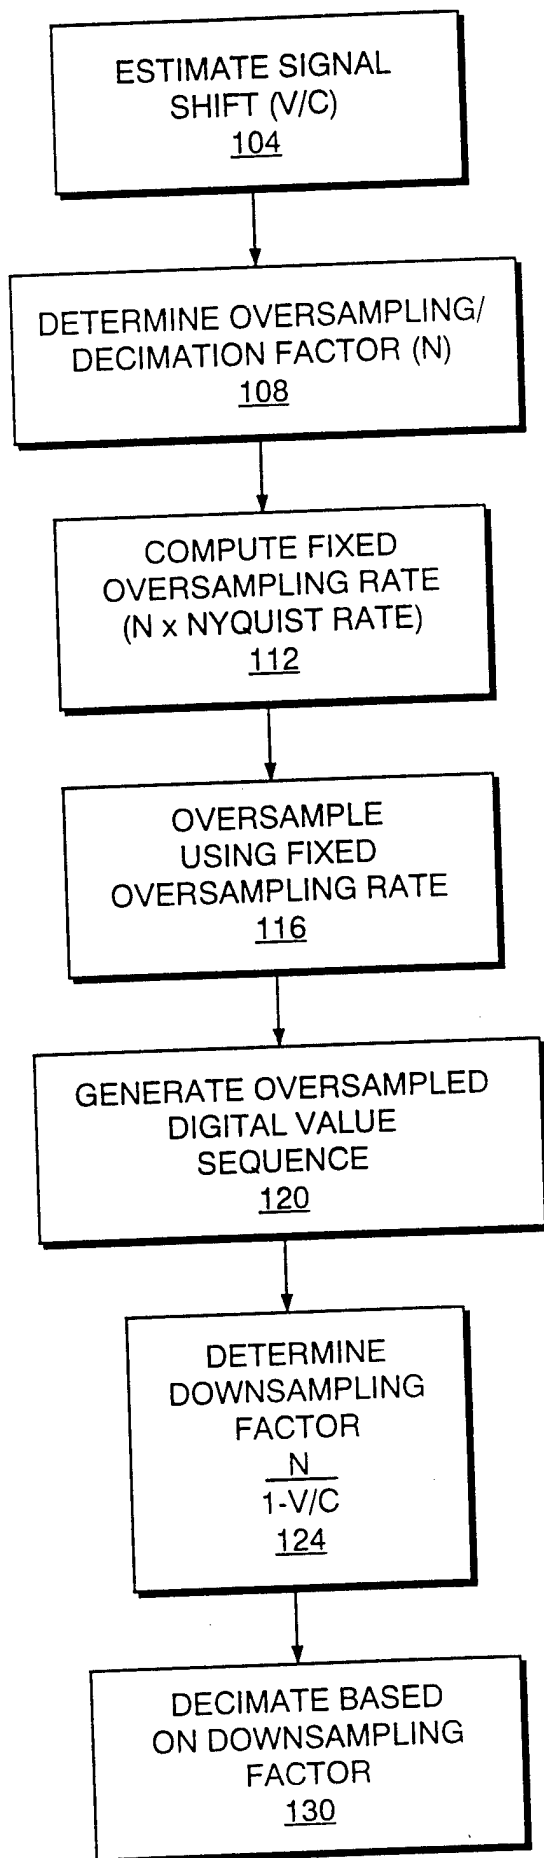 ESTIMATE SIGNAL
SHIFT (V/C)
104
DETERMINE OVERSAMPLING/
DECIMATION FACTOR (N)
108
COMPUTE FIXED
OVERSAMPLING RATE
(N x NYQUIST RATE)
112
OVERSAMPLE
USING FIXED
OVERSAMPLING RATE
116
GENERATE OVERSAMPLED
DIGITAL VALUE
SEQUENCE
120
DETERMINE
DOWNSAMPLING
FACTOR
N
1-V/C
124
DECIMATE BASED
ON DOWNSAMPLING
FACTOR
130